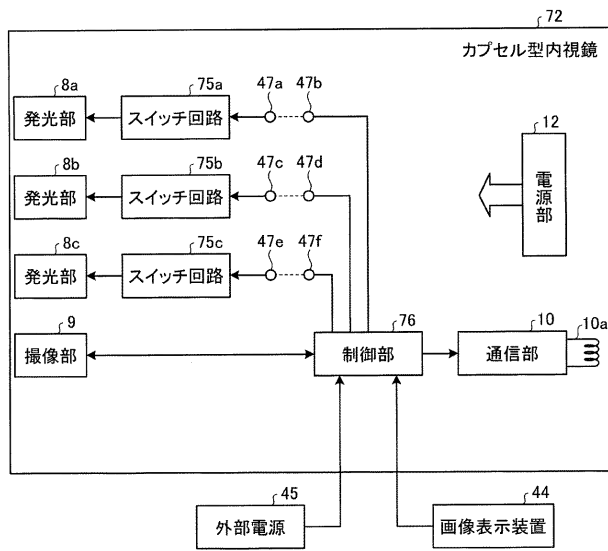 72
カプセル型内視鏡
8a
75a
47a
47b
発光部
スイッチ回路
12
電源部
8b
75b
47c
47d
発光部
スイッチ回路
8c
75c
47e
47f
発光部
スイッチ回路
9
76
10
10a
撮像部
制御部
通信部
45
44
外部電源
画像表示装置